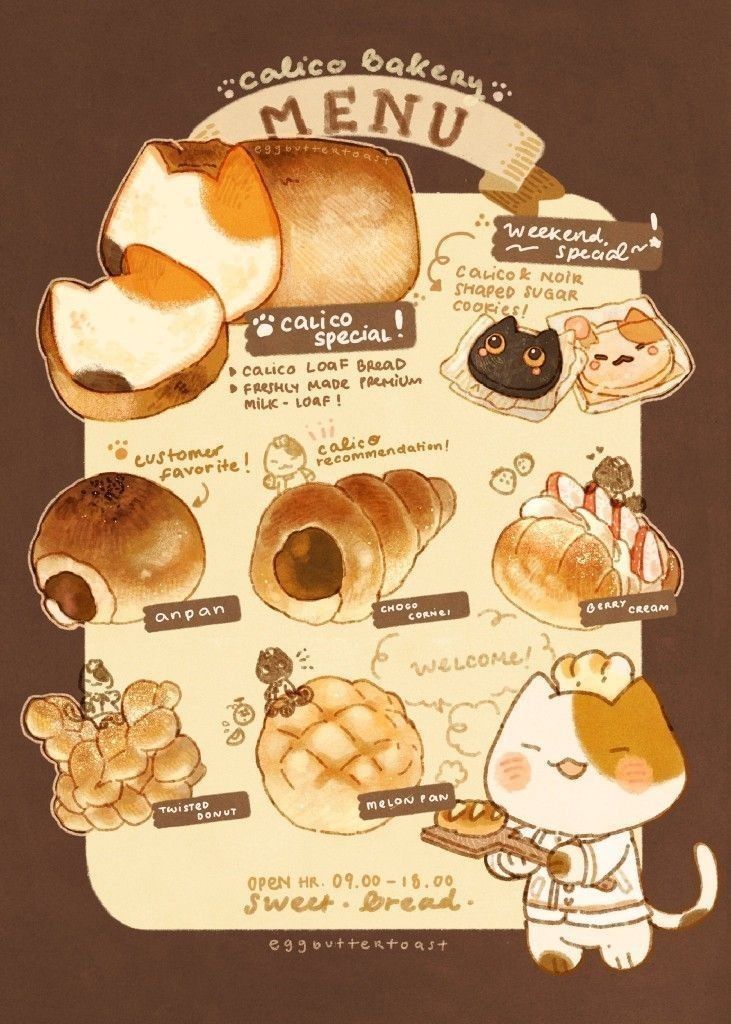 calico Bakery
MENU
eggbuttertoast
weekend
special
!
calico & noir
shaped sugar
cookies!
calico
special!
calico loaf bread
freshly made premium
milk-loaf!
customer
favorite!
calico
recommendation!
anpan
choco
cornet
Berry cream
welcome!
Twisted
Donut
melon pan
OPEN HR. 09.00 - 18.00
sweet · bread ·
eggbuttertoast